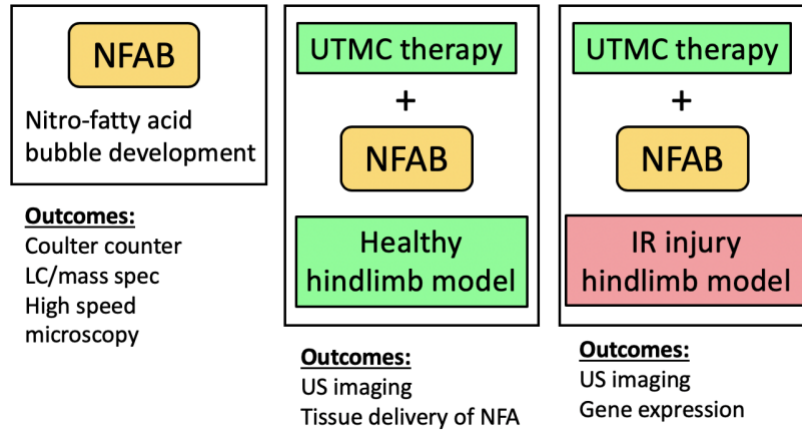 NFAB
Nitro-fatty acid
bubble development
Outcomes:
Coulter counter
LC/mass spec
High speed
microscopy
UTMC therapy
+
NFAB
Healthy
hindlimb model
Outcomes:
US imaging
Tissue delivery of NFA
UTMC therapy
+
NFAB
IR injury
hindlimb model
Outcomes:
US imaging
Gene expression